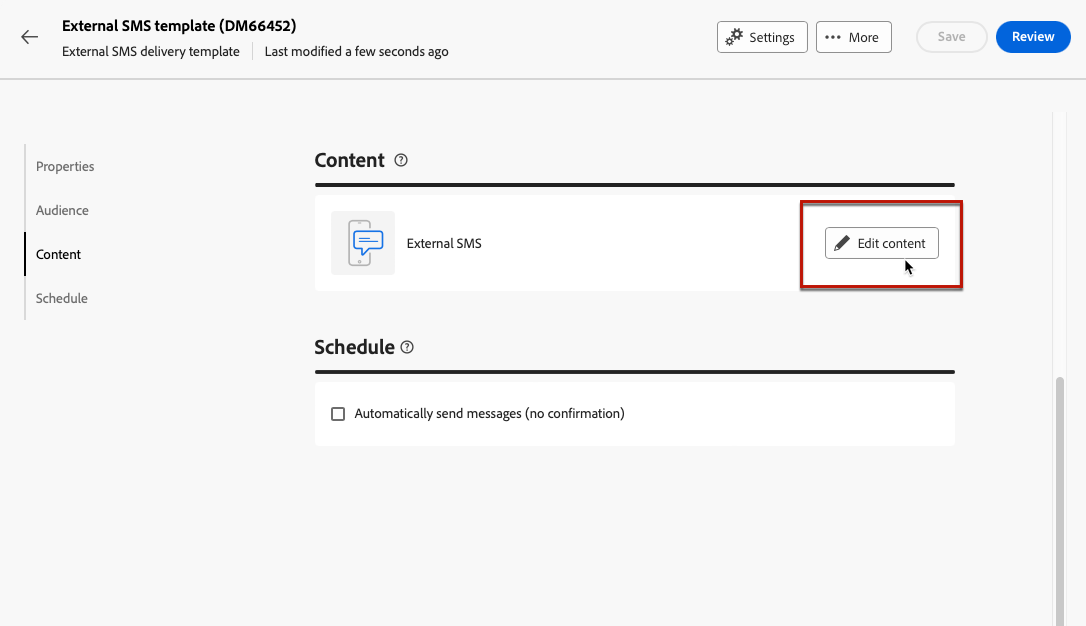 External SMS template (DM66452)
External SMS delivery template
Last modified a few seconds ago
Settings
More
Save
Review
Properties
Audience
Content
Schedule
Content
External SMS
Edit content
Schedule
Automatically send messages (no confirmation)